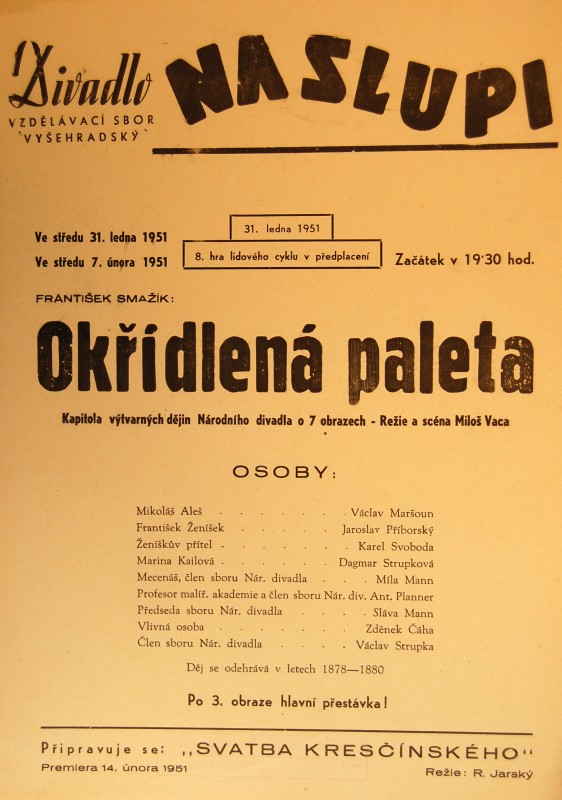 Divadlo
VZDĚLÁVACÍ SBOR
"VYŠEHRADSKÝ"
NA SLUPI
Ve středu 31. ledna 1951
Ve středu 7. února 1951
31. ledna 1951
8. hra lidového cyklu v předplacení
Začátek v 19·30 hod.
FRANTIŠEK SMAŽÍK:
Okřídlená paleta
Kapitola výtvarných dějin Národního divadla o 7 obrazech - Režie a scéna Miloš Vaca
OSOBY:
Mikoláš Aleš . . . . . . . Václav Maršoun
František Ženíšek . . . . . Jaroslav Příborský
Ženíškův přítel . . . . . . . Karel Svoboda
Marina Kailová . . . . . . Dagmar Strupková
Mecenáš, člen sboru Nár. divadla . . . Míla Mann
Profesor malíř. akademie a člen sboru Nár. div. Ant. Planner
Předseda sboru Nár. divadla . . . . Sláva Mann
Vlivná osoba . . . . . . . Zděnek Čáha
Člen sboru Nár. divadla . . . . Václav Strupka
Děj se odehrává v letech 1878—1880
Po 3. obraze hlavní přestávka!
Připravuje se: „SVATBA KRESČÍNSKÉHO"
Premiera 14. února 1951
Režie: R. Jarský